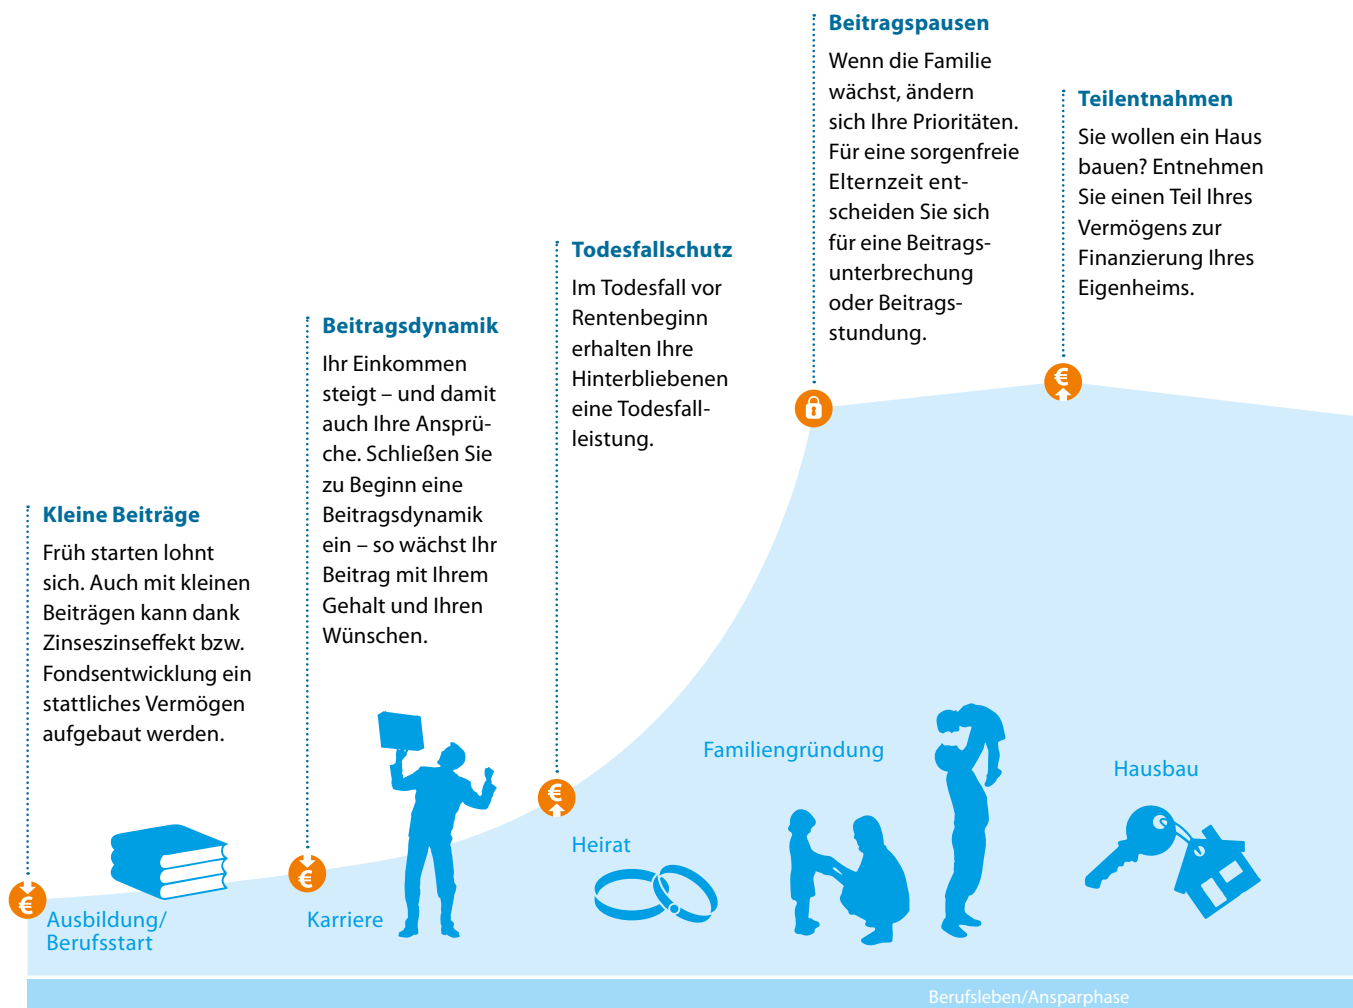 Beitragspausen
Wenn die Familie
wächst, ändern
sich Ihre Prioritäten.
Für eine sorgenfreie
Elternzeit ent-
scheiden Sie sich
für eine Beitrags-
unterbrechung
oder Beitrags-
stundung.
Teilentnahmen
Sie wollen ein Haus
bauen? Entnehmen
Sie einen Teil Ihres
Vermögens zur
Finanzierung Ihres
Eigenheims.
Todesfallschutz
Im Todesfall vor
Rentenbeginn
erhalten Ihre
Hinterbliebenen
eine Todesfall-
leistung.
Beitragsdynamik
Ihr Einkommen
steigt – und damit
auch Ihre Ansprü-
che. Schließen Sie
zu Beginn eine
Beitragsdynamik
ein – so wächst Ihr
Beitrag mit Ihrem
Gehalt und Ihren
Wünschen.
Kleine Beiträge
Früh starten lohnt
sich. Auch mit kleinen
Beiträgen kann dank
Zinseszinseffekt bzw.
Fondsentwicklung ein
stattliches Vermögen
aufgebaut werden.
€
€
€
€
Ausbildung/
Berufsstart
Karriere
Heirat
Familiengründung
Hausbau
Berufsleben/Ansparphase